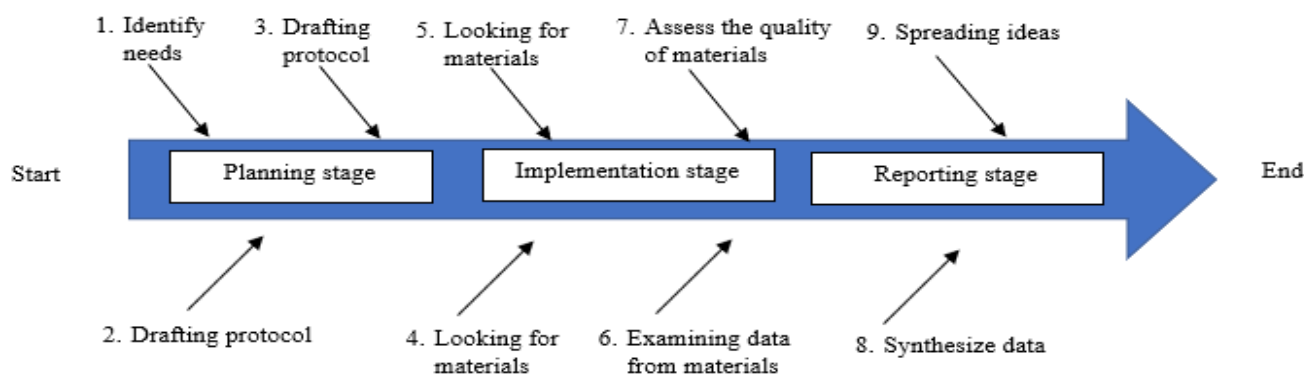 1. Identify
needs
3. Drafting
protocol
5. Looking for
materials
7. Assess the quality
of materials
9. Spreading ideas
Start
Planning stage
Implementation stage
Reporting stage
End
2. Drafting protocol
4. Looking for
materials
6. Examining data
from materials
8. Synthesize data